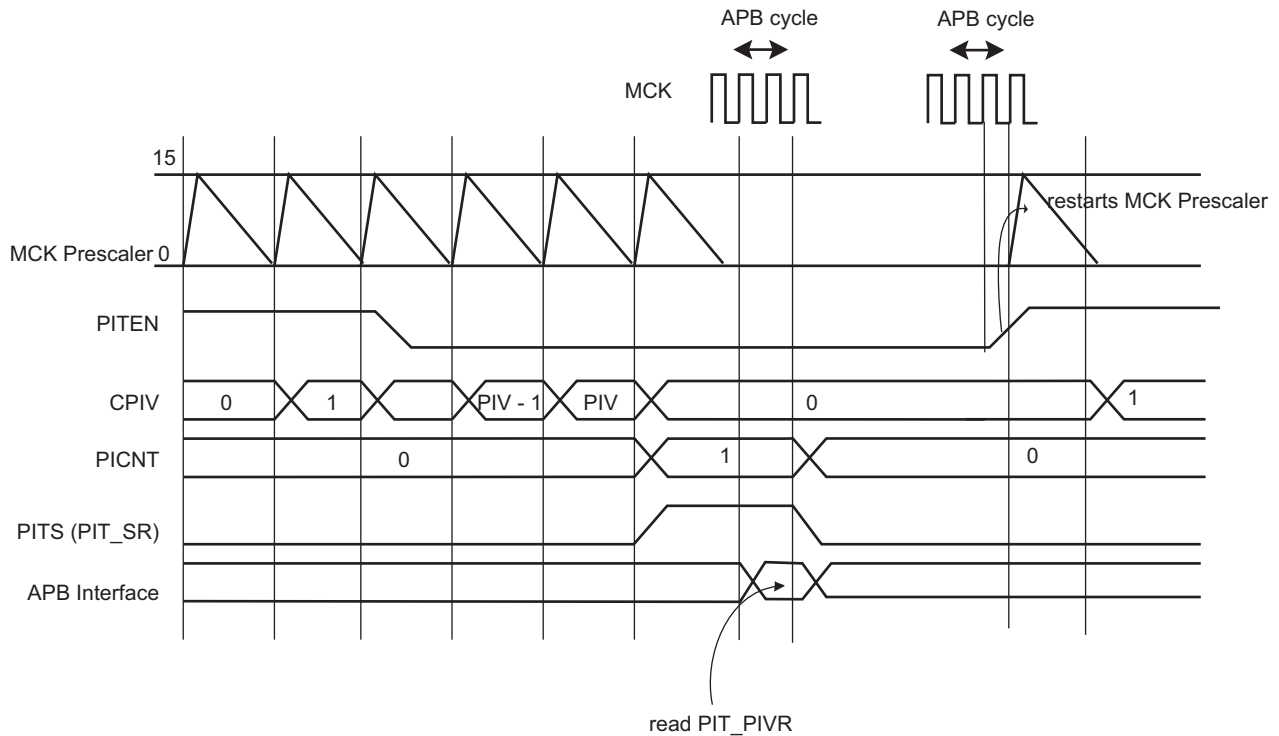 APB cycle
APB cycle
MCK
15
restarts MCK Prescaler
MCK Prescaler 0
PITEN
CPIV 0 1 PIV - 1 PIV 0 1
PICNT 0 1 0
PITS (PIT_SR)
APB Interface
read PIT_PIVR